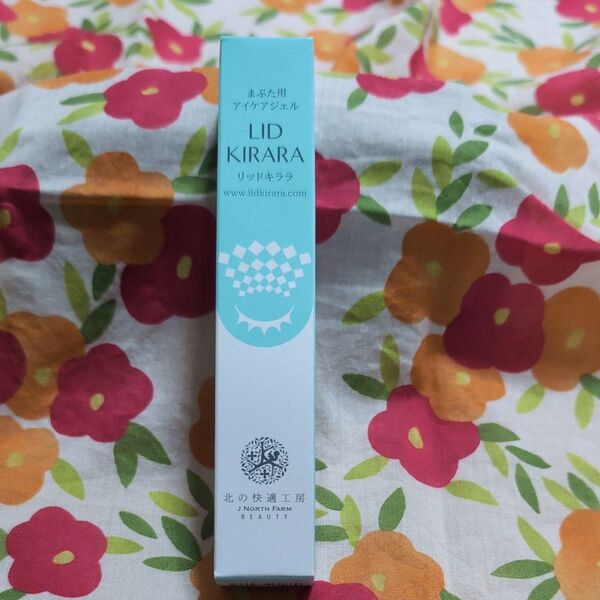 まぶた用
アイケアジェル
LID
KIRARA
リッドキララ
www.lidkirara.com
北の快適工房
J NORTH FARM
BEAUTY